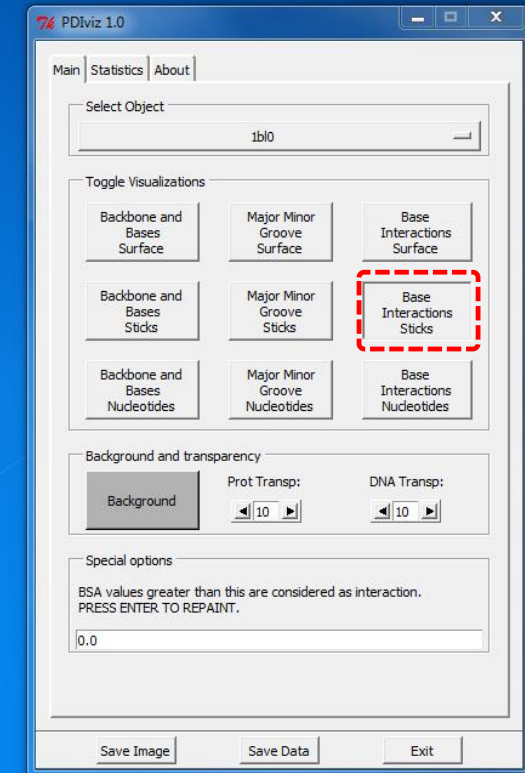 PDIviz 1.0
Main Statistics About
Select Object
1bl0
Toggle Visualizations
Backbone and
Bases
Surface
Major Minor
Groove
Surface
Base
Interactions
Surface
Backbone and
Bases
Sticks
Major Minor
Groove
Sticks
Base
Interactions
Sticks
Backbone and
Bases
Nucleotides
Major Minor
Groove
Nucleotides
Base
Interactions
Nucleotides
Background and transparency
Background
Prot Transp:
10
DNA Transp:
10
Special options
BSA values greater than this are considered as interaction.
PRESS ENTER TO REPAINT.
0.0
Save Image Save Data Exit